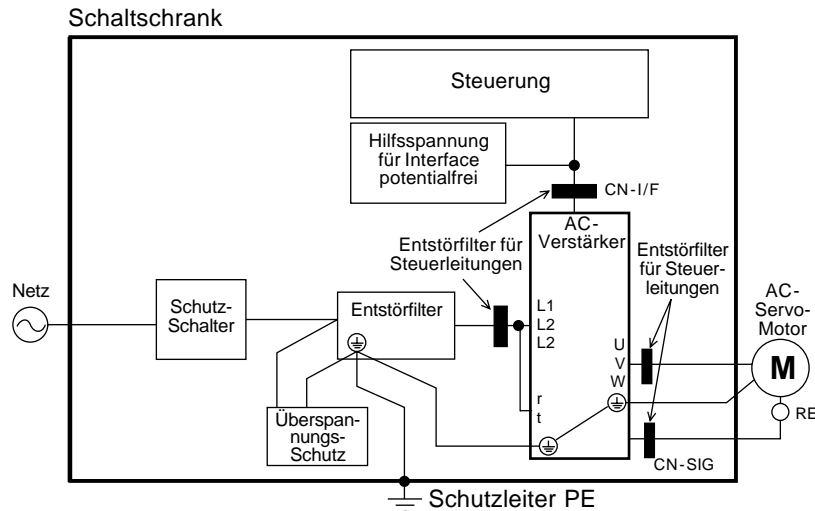 Schaltschrank
Steuerung
Hilfsspannung
für Interface
potentialfrei
CN-I/F
AC-
Verstärker
Entstörfilter für
Steuerleitungen
Entstörfilter
für Steuer-
leitungen
Netz
Schutz-
Schalter
Entstörfilter
L1
L2
L2
r
t
U
V
W
AC-
Servo-
Motor
M
RE
Überspan-
nungs-
Schutz
CN-SIG
Schutzleiter PE